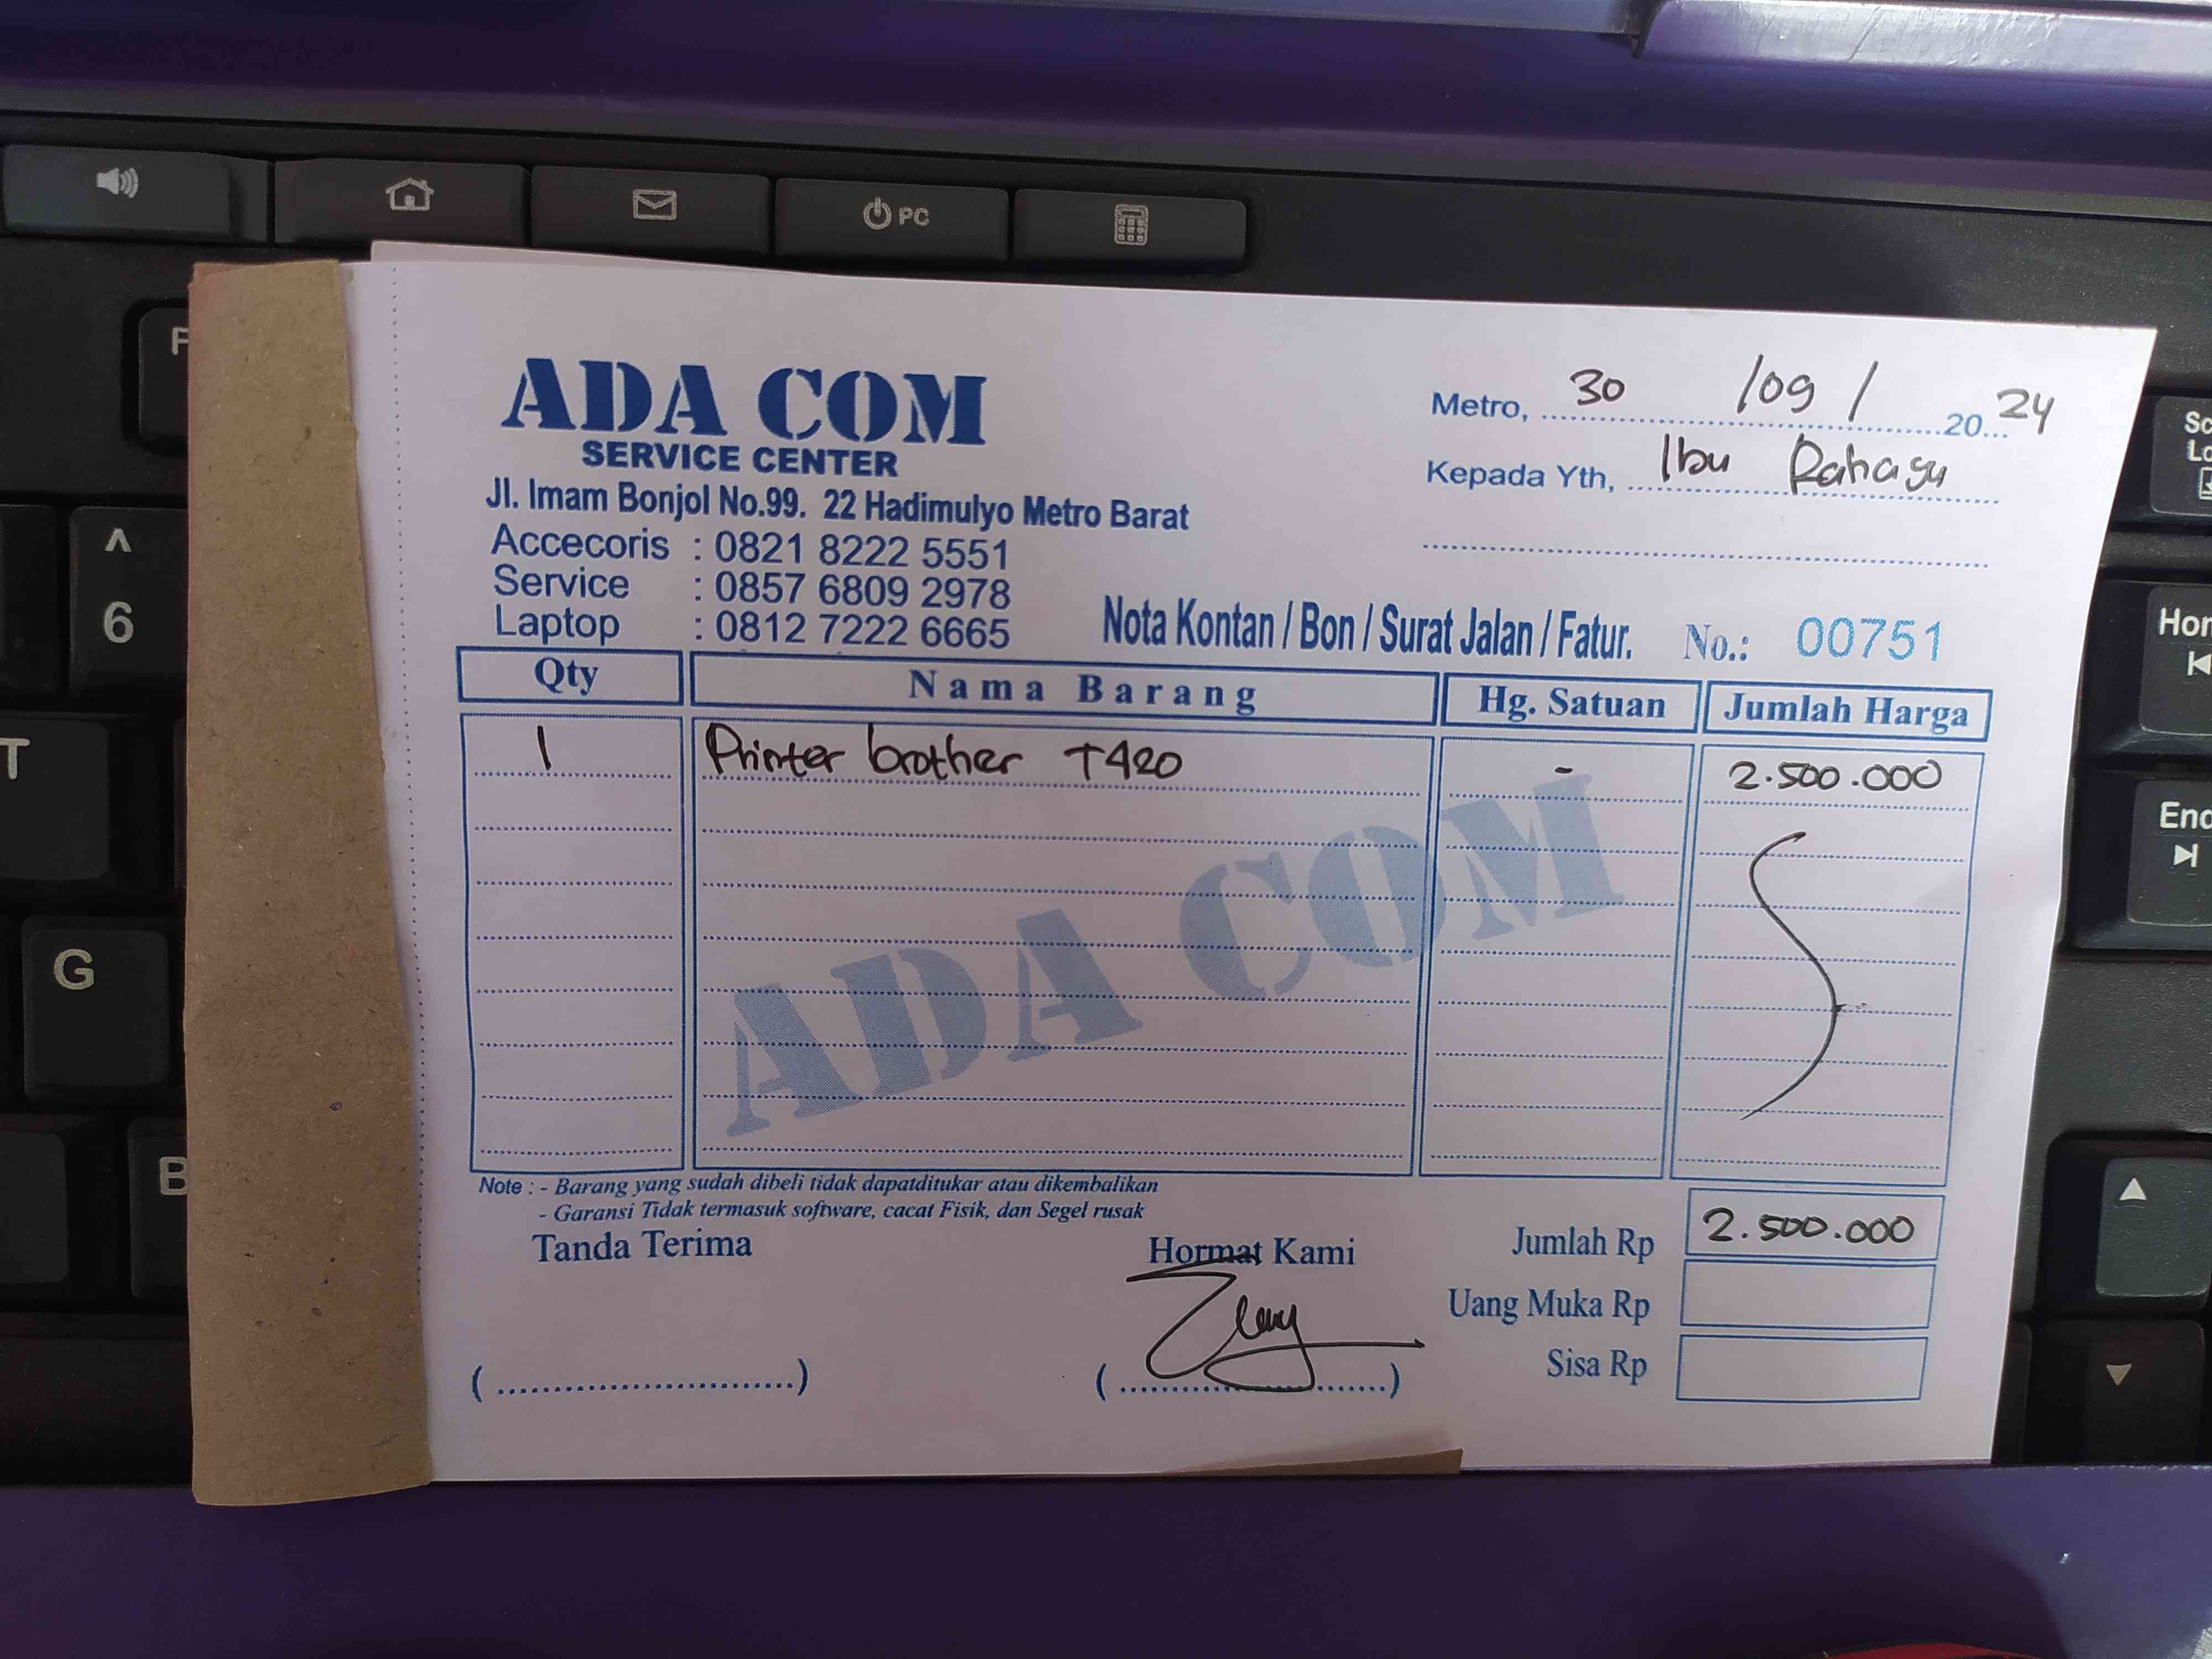 ADA COM
SERVICE CENTER
Jl. Imam Bonjol No.99. 22 Hadimulyo Metro Barat
Accecoris : 0821 8222 5551
Service : 0857 6809 2978
Laptop : 0812 7222 6665
Metro, 30 /09 / 2024
Kepada Yth, Ibu Rahayu
Nota Kontan / Bon / Surat Jalan / Fatur. No.: 00751
Qty Nama Barang Hg. Satuan Jumlah Harga
1 Printer brother T420 - 2.500.000
ADA COM
Note : - Barang yang sudah dibeli tidak dapatditukar atau dikembalikan
- Garansi Tidak termasuk software, cacat Fisik, dan Segel rusak
Tanda Terima Hormat Kami
Jumlah Rp 2.500.000
Uang Muka Rp
Sisa Rp
PC
^
6
T
G
B
Home
End